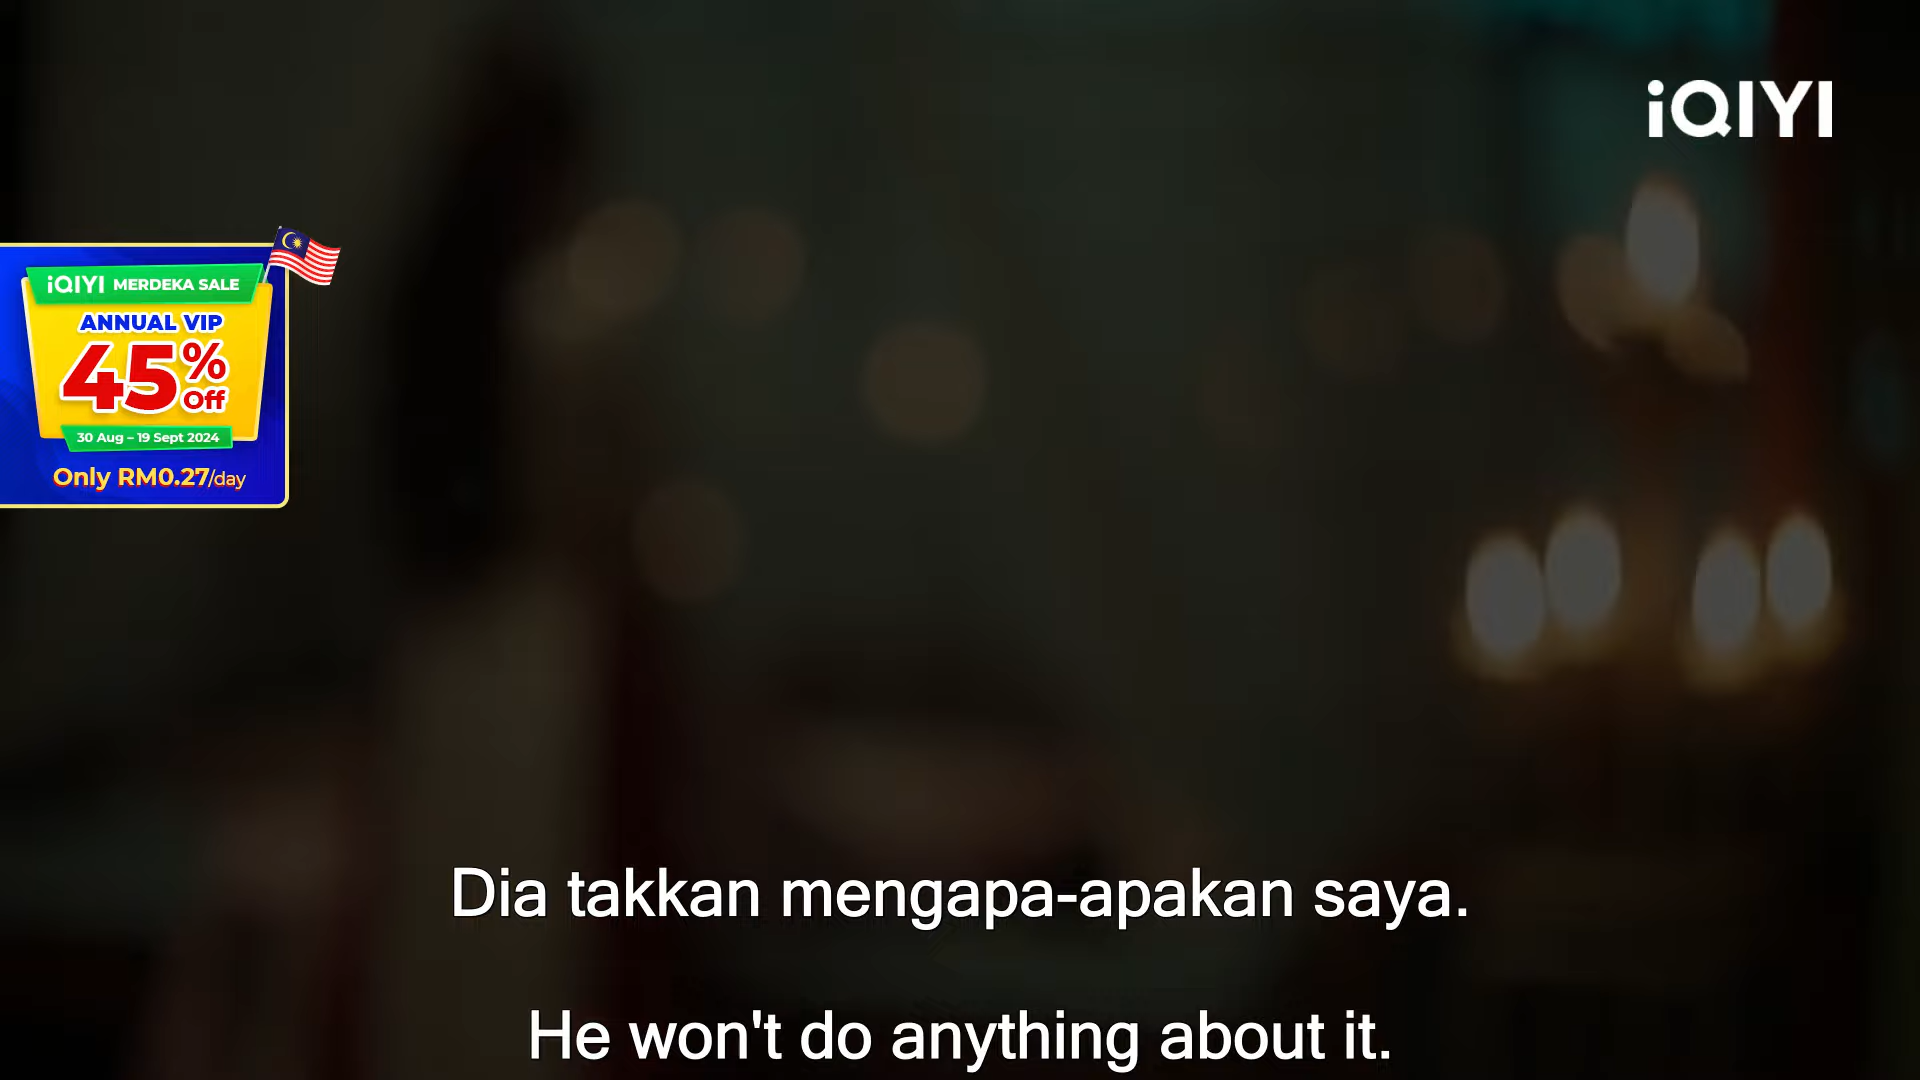 iQIYI
iQIYI MERDEKA SALE
ANNUAL VIP
45% Off
30 Aug – 19 Sept 2024
Only RM0.27/day
Dia takkan mengapa-apakan saya.
He won't do anything about it.